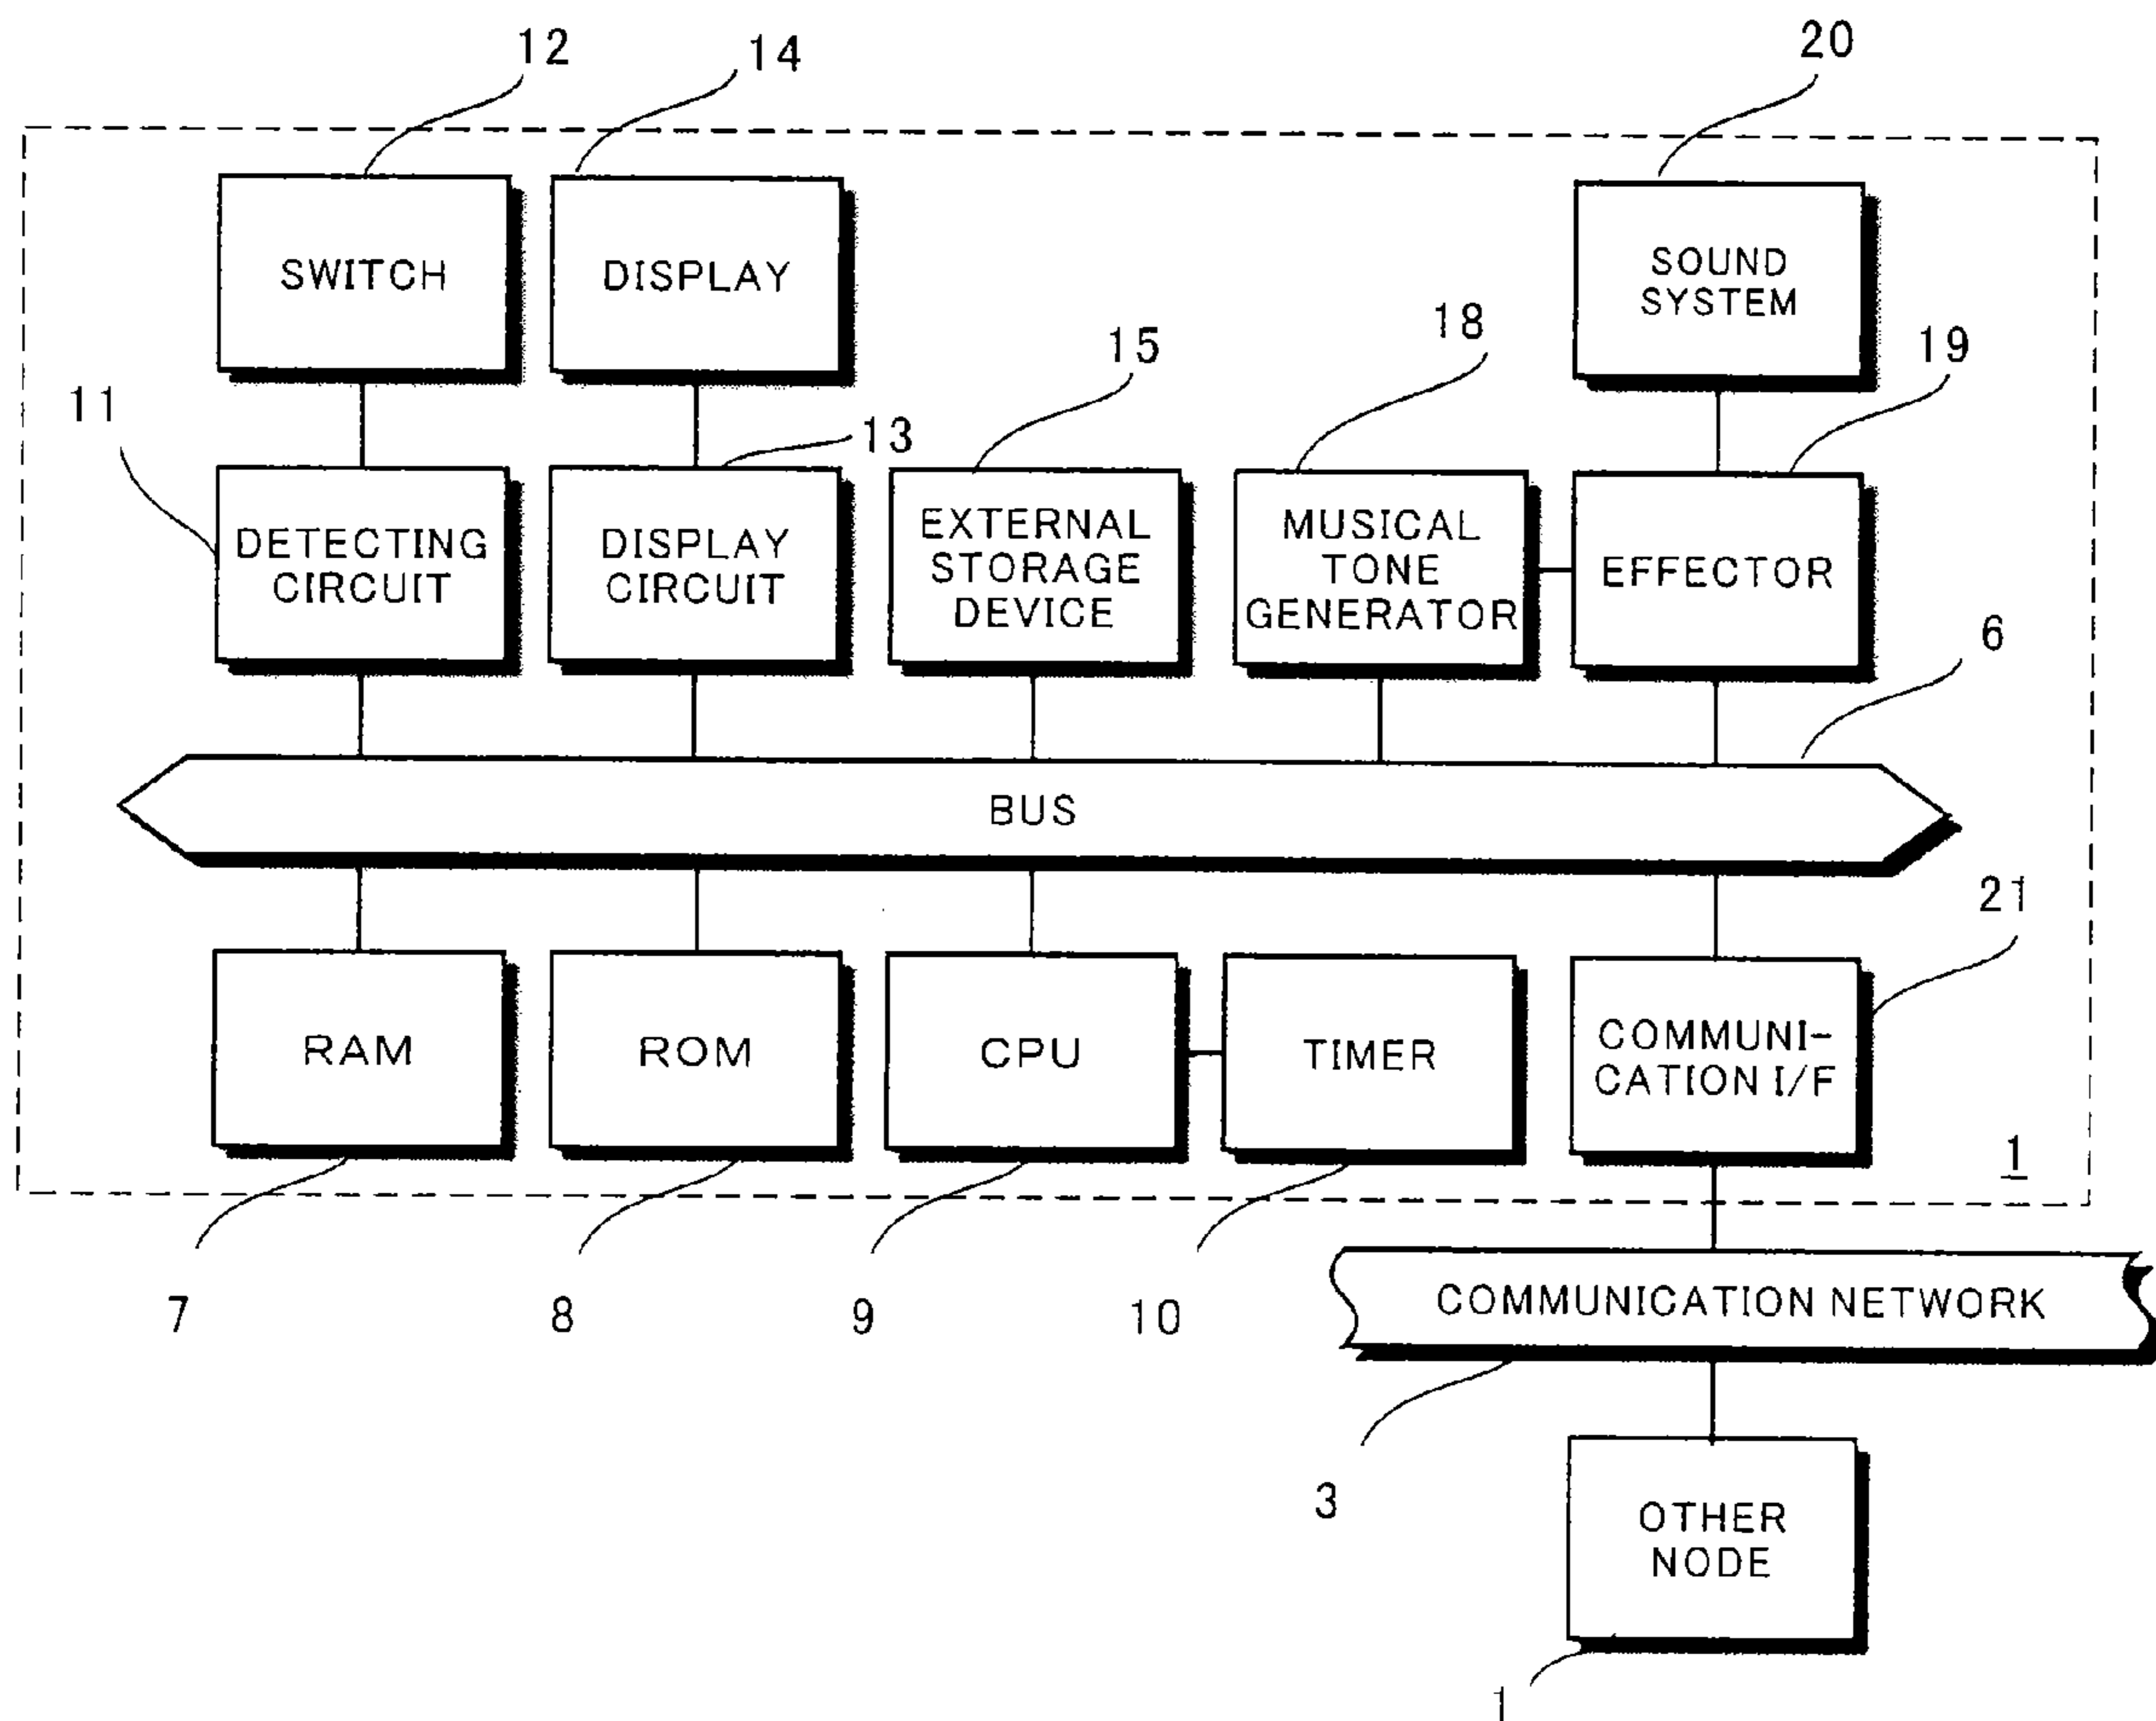 12
14
20
SWITCH
DISPLAY
SOUND
SYSTEM
15
18
19
11
13
DETECTING
CIRCUIT
DISPLAY
CIRCUIT
EXTERNAL
STORAGE
DEVICE
MUSICAL
TONE
GENERATOR
EFFECTOR
6
BUS
21
RAM
ROM
CPU
TIMER
COMMUNI-
CATION I/F
1
7
8
9
10
COMMUNICATION NETWORK
3
OTHER
NODE
1